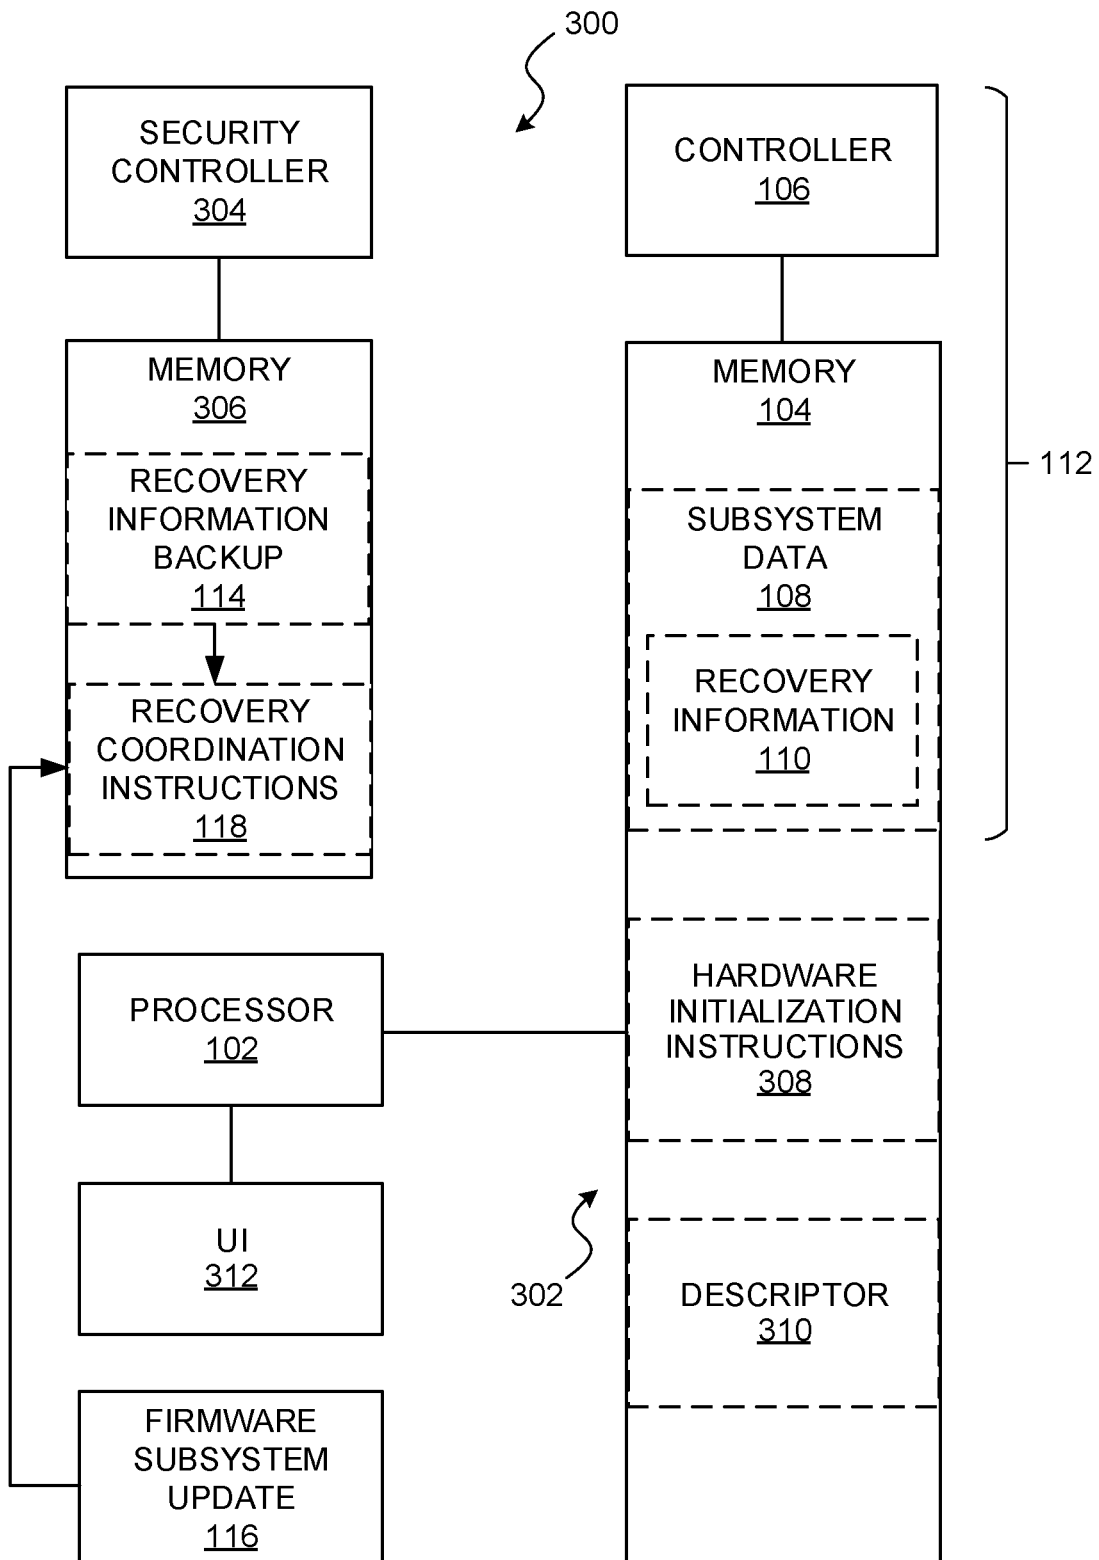 300
SECURITY
CONTROLLER
304
CONTROLLER
106
MEMORY
306
MEMORY
104
112
RECOVERY
INFORMATION
BACKUP
114
SUBSYSTEM
DATA
108
RECOVERY
INFORMATION
110
RECOVERY
COORDINATION
INSTRUCTIONS
118
PROCESSOR
102
HARDWARE
INITIALIZATION
INSTRUCTIONS
308
UI
312
302
DESCRIPTOR
310
FIRMWARE
SUBSYSTEM
UPDATE
116